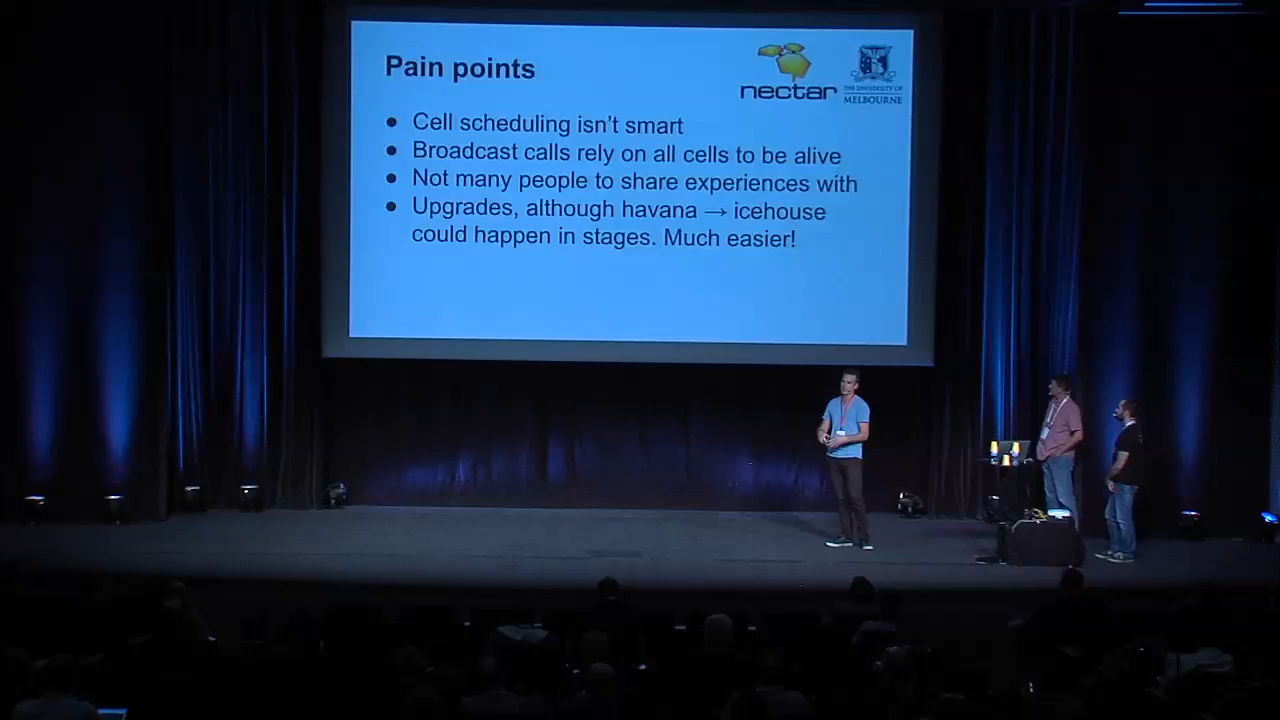 Pain points
nectar
THE UNIVERSITY OF
MELBOURNE
● Cell scheduling isn't smart
● Broadcast calls rely on all cells to be alive
● Not many people to share experiences with
● Upgrades, although havana → icehouse
could happen in stages. Much easier!